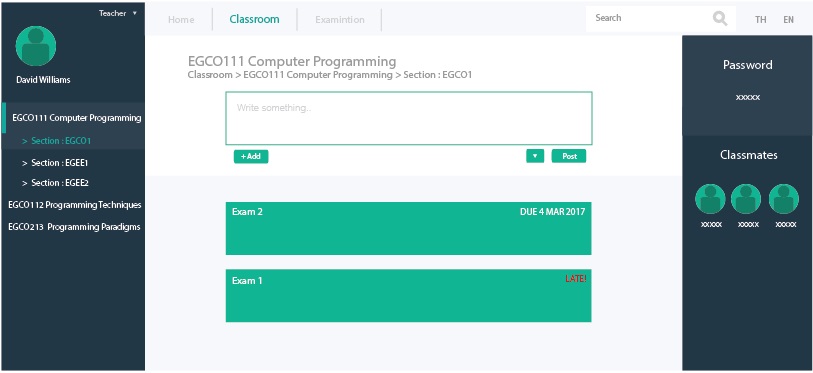 Teacher ▼
David Williams
EGCO111 Computer Programming
> Section : EGCO1
> Section : EGEE1
> Section : EGEE2
EGCO112 Programming Techniques
EGCO213 Programming Paradigms
Home
Classroom
Examintion
Search
TH
EN
EGCO111 Computer Programming
Classroom > EGCO111 Computer Programming > Section : EGCO1
Write something..
+ Add
▼
Post
Exam 2
DUE 4 MAR 2017
Exam 1
LATE!
Password
xxxxx
Classmates
xxxxx xxxxx xxxxx